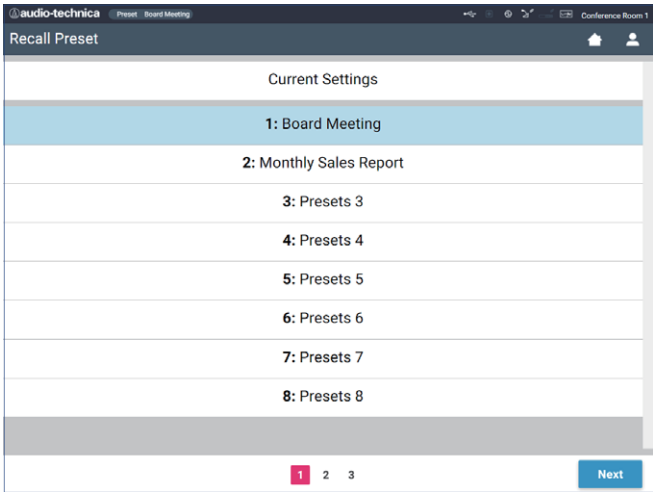 audio-technica Preset Board Meeting Conference Room 1
Recall Preset
Current Settings
1: Board Meeting
2: Monthly Sales Report
3: Presets 3
4: Presets 4
5: Presets 5
6: Presets 6
7: Presets 7
8: Presets 8
1 2 3 Next